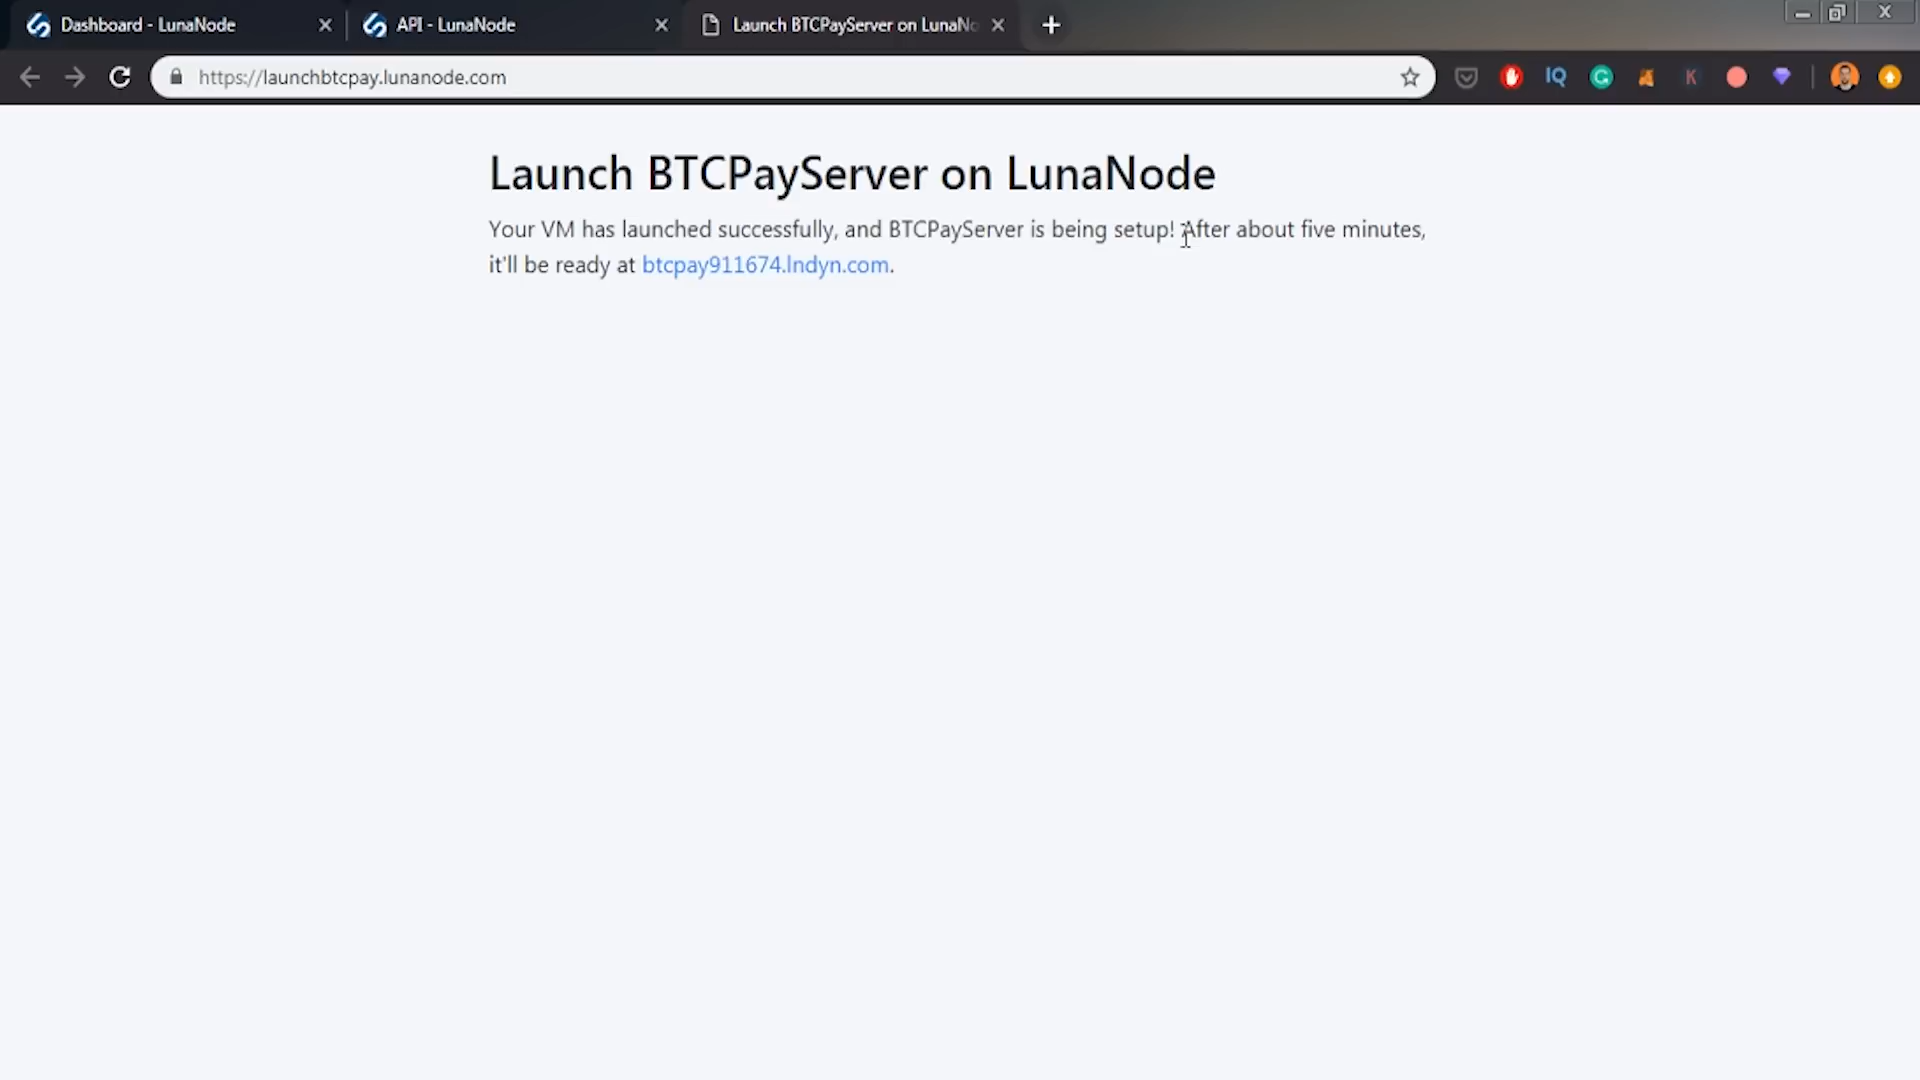 Dashboard - LunaNode
API - LunaNode
Launch BTCPayServer on LunaNo
https://launchbtcpay.lunanode.com
IQ
K
Launch BTCPayServer on LunaNode
Your VM has launched successfully, and BTCPayServer is being setup! After about five minutes,
it'll be ready at btcpay911674.lndyn.com.